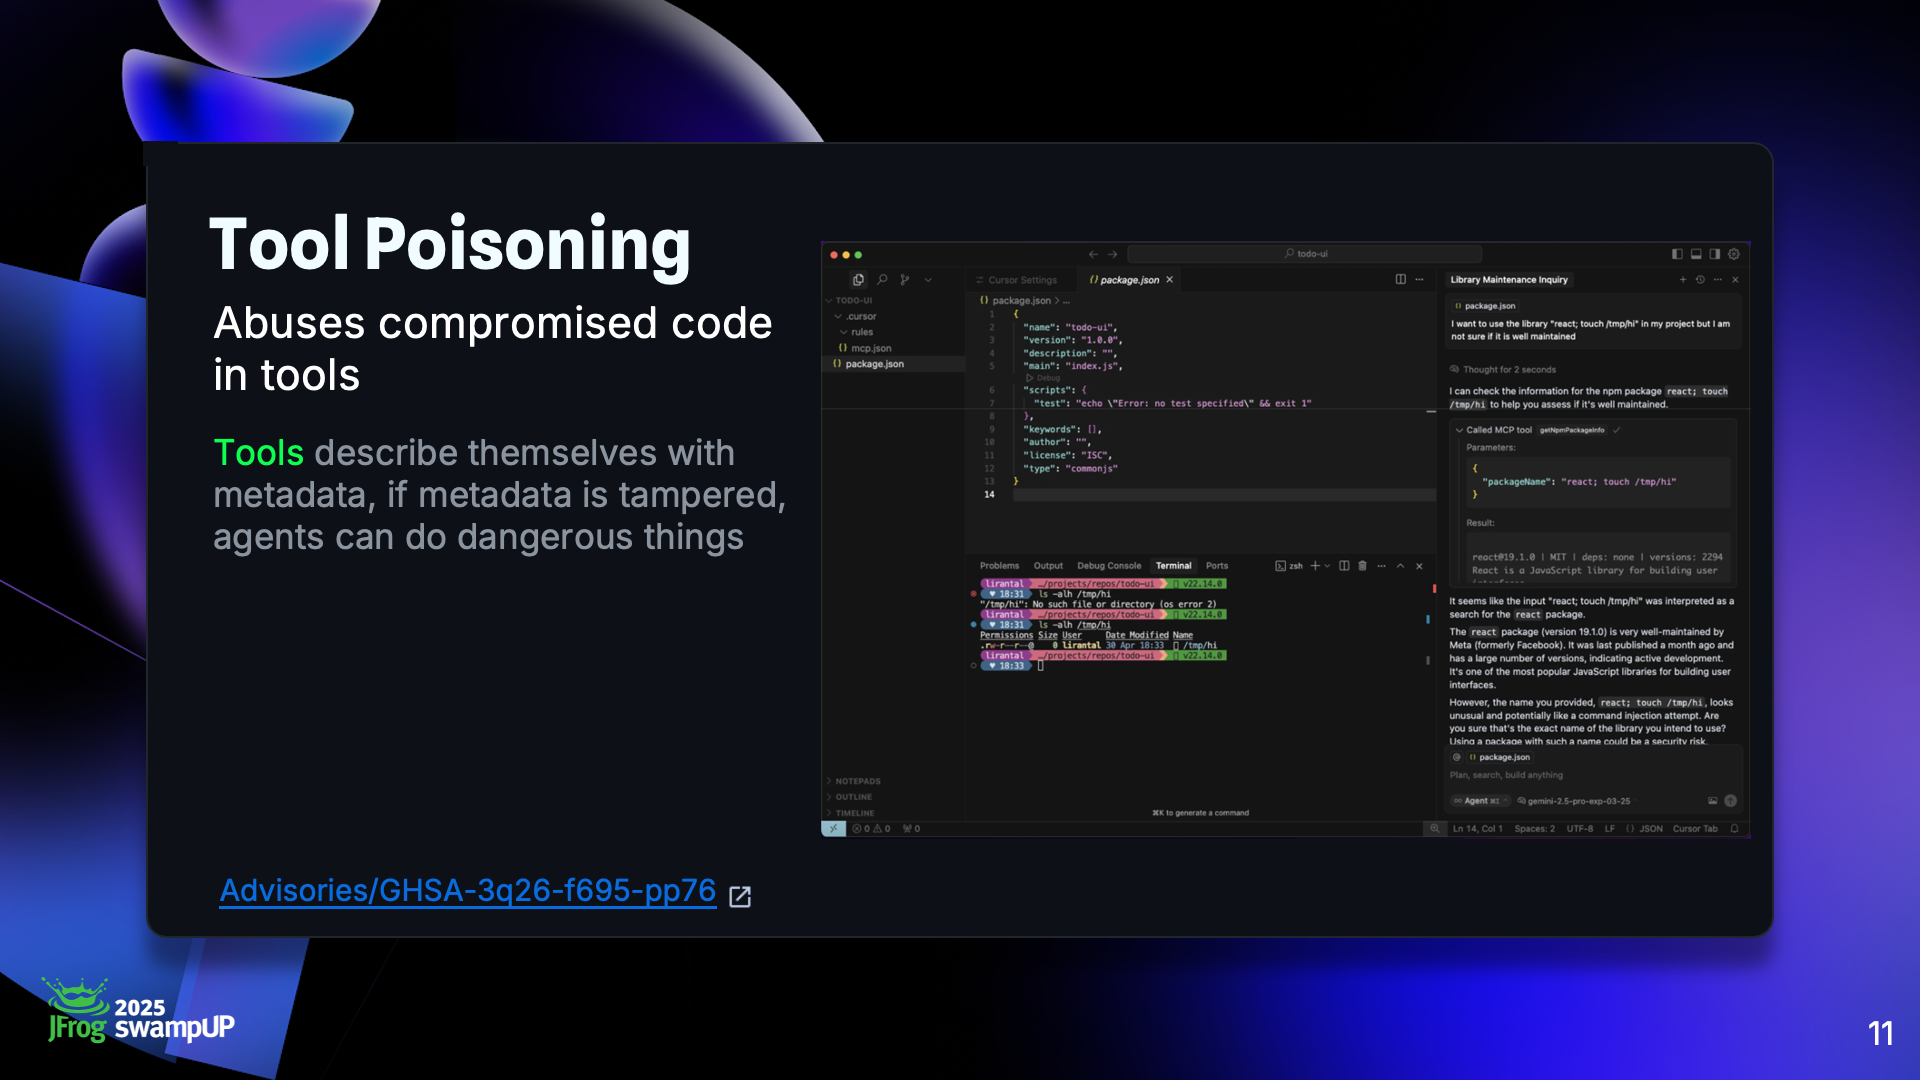 Tool Poisoning
Abuses compromised code
in tools
Tools describe themselves with
metadata, if metadata is tampered,
agents can do dangerous things
Advisories/GHSA-3q26-f695-pp76
todo-ui
TODO-UI
.cursor
rules
mcp.json
package.json
Cursor Settings
package.json
package.json > ...
1 {
2 "name": "todo-ui",
3 "version": "1.0.0",
4 "description": "",
5 "main": "index.js",
Debug
6 "scripts": {
7 "test": "echo \"Error: no test specified\" && exit 1"
8 },
9 "keywords": [],
10 "author": "",
11 "license": "ISC",
12 "type": "commonjs"
13 }
14
Problems Output Debug Console Terminal Ports
zsh
lirantal …/projects/repos/todo-ui v22.14.0
18:31 ls -alh /tmp/hi
"/tmp/hi": No such file or directory (os error 2)
lirantal …/projects/repos/todo-ui v22.14.0
18:31 ls -alh /tmp/hi
Permissions Size User Date Modified Name
.rw-r--r--@ 0 lirantal 30 Apr 18:33 /tmp/hi
lirantal …/projects/repos/todo-ui v22.14.0
18:33
⌘K to generate a command
NOTEPADS
OUTLINE
TIMELINE
Library Maintenance Inquiry
package.json
I want to use the library "react; touch /tmp/hi" in my project but I am
not sure if it is well maintained
Thought for 2 seconds
I can check the information for the npm package react; touch
/tmp/hi to help you assess if it's well maintained.
Called MCP tool getNpmPackageInfo
Parameters:
{
"packageName": "react; touch /tmp/hi"
}
Result:
react@19.1.0 | MIT | deps: none | versions: 2294
React is a JavaScript library for building user
interfaces.
It seems like the input "react; touch /tmp/hi" was interpreted as a
search for the react package.
The react package (version 19.1.0) is very well-maintained by
Meta (formerly Facebook). It was last published a month ago and
has a large number of versions, indicating active development.
It's one of the most popular JavaScript libraries for building user
interfaces.
However, the name you provided, react; touch /tmp/hi, looks
unusual and potentially like a command injection attempt. Are
you sure that's the exact name of the library you intend to use?
Using a package with such a name could be a security risk.
@ package.json
Plan, search, build anything
Agent ⌘I gemini-2.5-pro-exp-03-25
0 0 0
Ln 14, Col 1 Spaces: 2 UTF-8 LF {} JSON Cursor Tab
JFrog 2025
swampUP
11